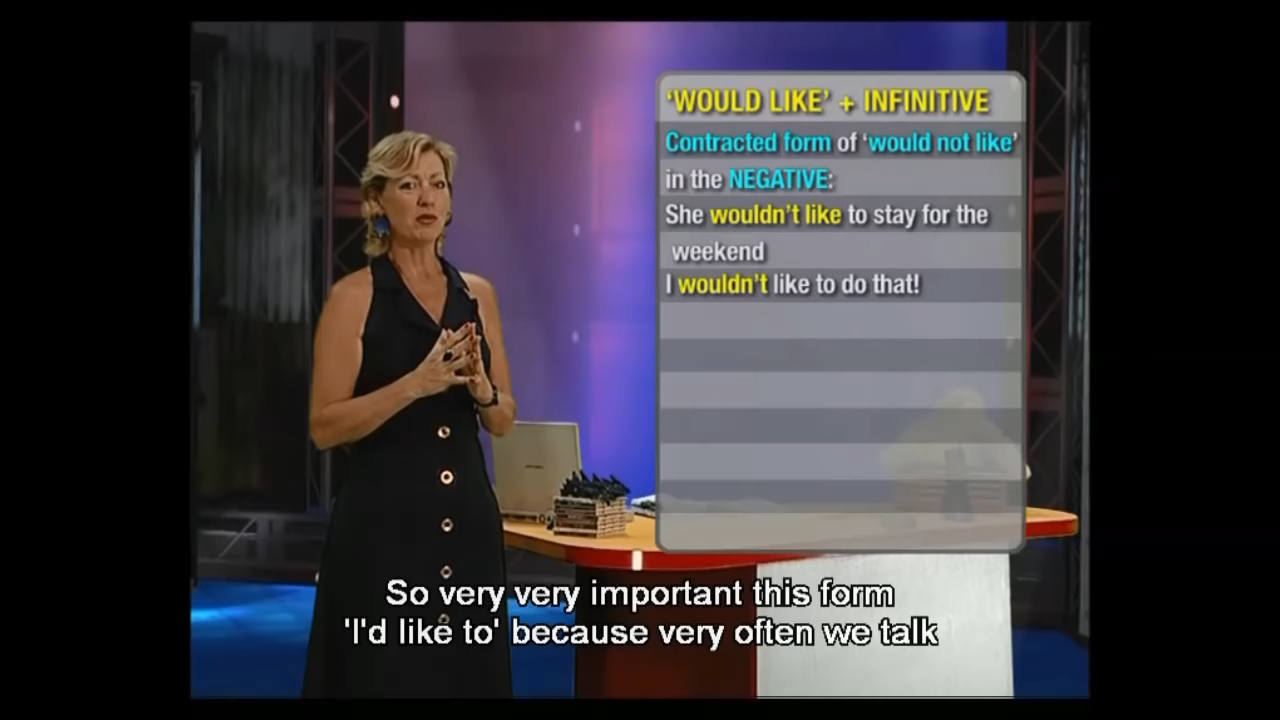 ‘WOULD LIKE’ + INFINITIVE
Contracted form of ‘would not like’
in the NEGATIVE:
She wouldn’t like to stay for the
weekend
I wouldn’t like to do that!
So very very important this form
'I'd like to' because very often we talk